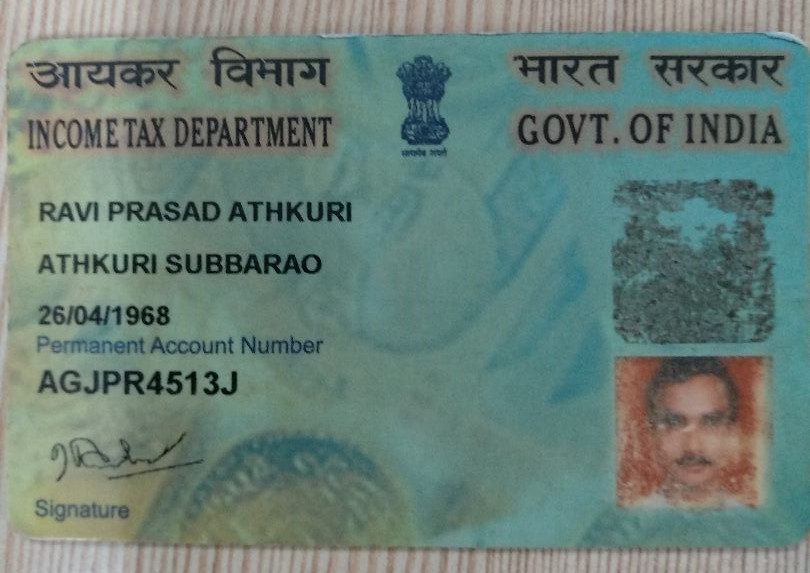 आयकर विभाग
भारत सरकार
INCOME TAX DEPARTMENT
GOVT. OF INDIA
RAVI PRASAD ATHKURI
ATHKURI SUBBARAO
26/04/1968
Permanent Account Number
AGJPR4513J
Signature